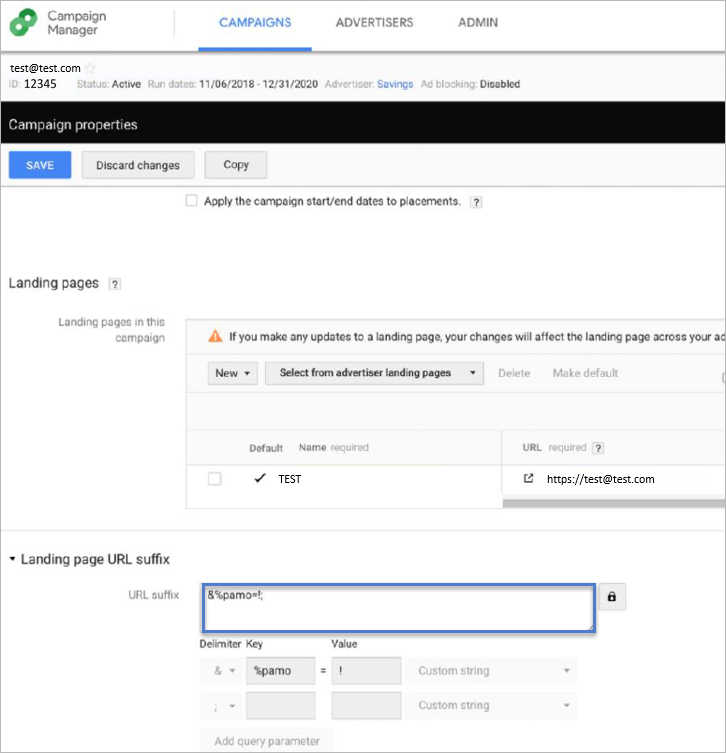 Campaign
Manager
CAMPAIGNS ADVERTISERS ADMIN
test@test.com
ID: 12345 Status: Active Run dates: 11/06/2018 - 12/31/2020 Advertiser: Savings Ad blocking: Disabled
Campaign properties
SAVE Discard changes Copy
Apply the campaign start/end dates to placements. ?
Landing pages ?
Landing pages in this
campaign
If you make any updates to a landing page, your changes will affect the landing page across your ad
New Select from advertiser landing pages Delete Make default
Default Name required URL required ?
TEST https://test@test.com
Landing page URL suffix
URL suffix &%pamo=!;
Delimiter Key Value
& %pamo = ! Custom string
; Custom string
Add query parameter